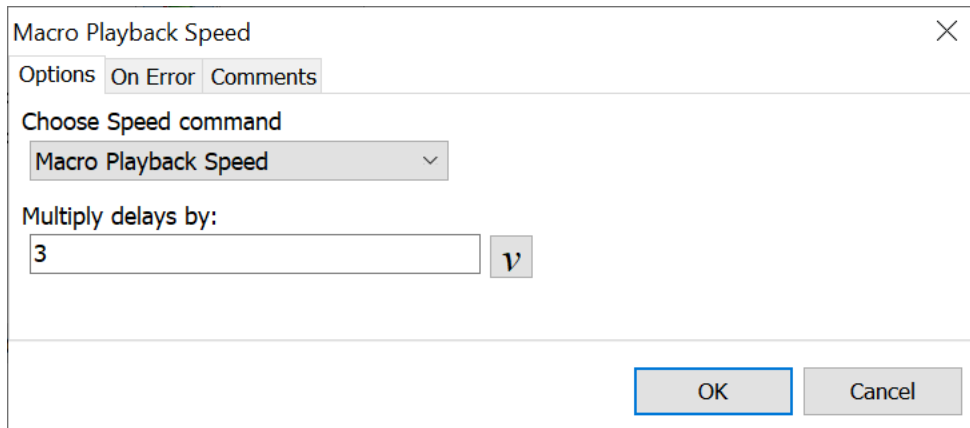 Macro Playback Speed
Options On Error Comments
Choose Speed command
Macro Playback Speed
Multiply delays by:
3 v
OK Cancel